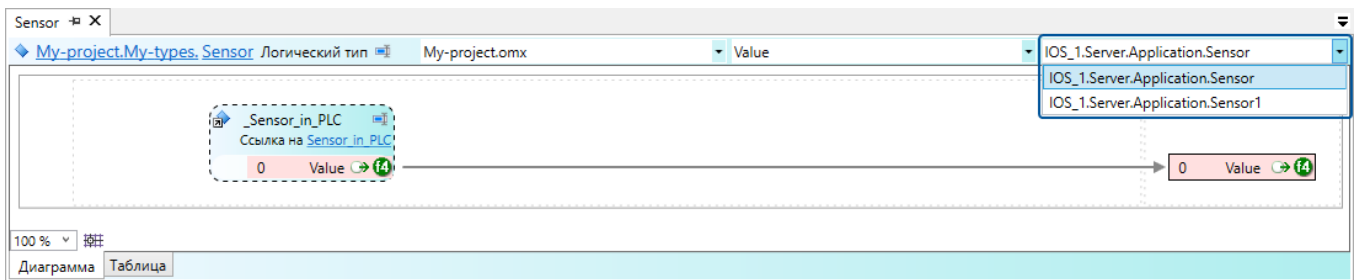 Sensor
My-project.My-types. Sensor Логический тип My-project.omx Value IOS_1.Server.Application.Sensor
IOS_1.Server.Application.Sensor
IOS_1.Server.Application.Sensor1
_Sensor_in_PLC
Ссылка на Sensor_in_PLC
0 Value f4
0 Value f4
100 %
Диаграмма Таблица